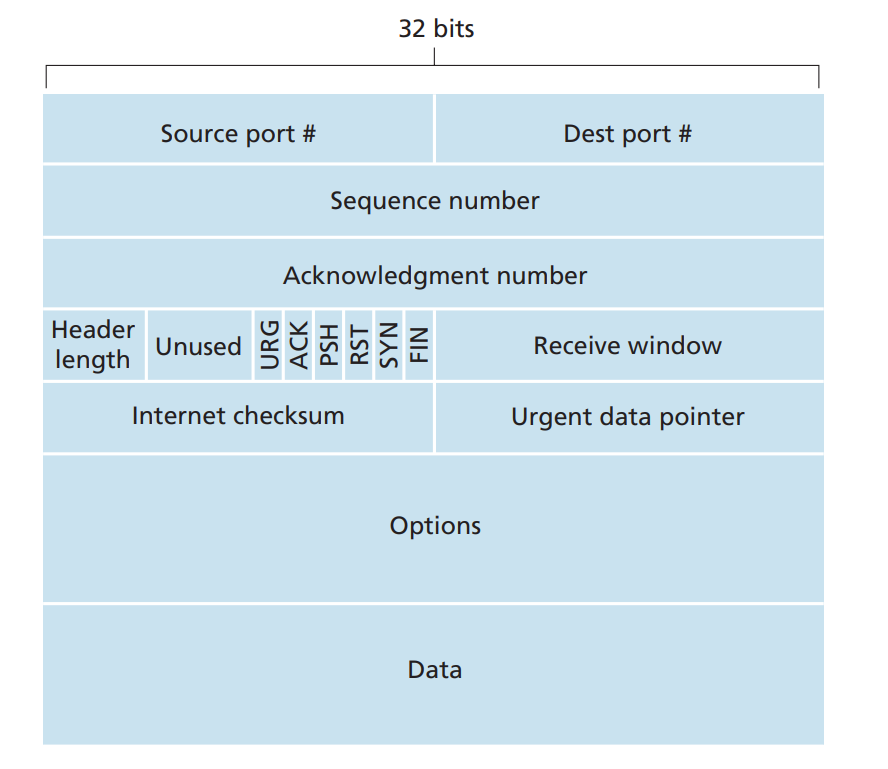 32 bits
Source port #
Dest port #
Sequence number
Acknowledgment number
Header
length
Unused
URG
ACK
PSH
RST
SYN
FIN
Receive window
Internet checksum
Urgent data pointer
Options
Data